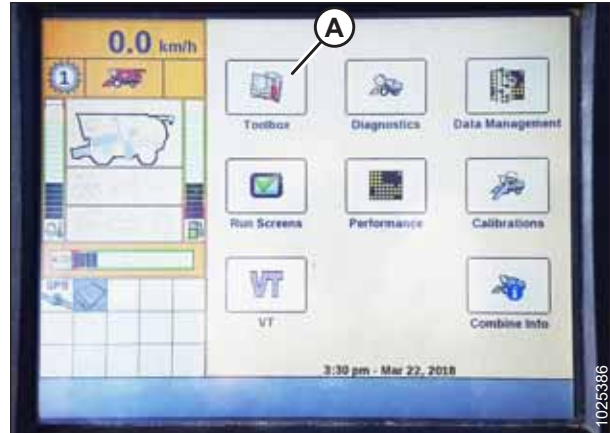 A
0.0 km/h
1
Toolbox
Diagnostics
Data Management
Run Screens
Performance
Calibrations
GPS
VT
VT
Combine Info
3:30 pm - Mar 22, 2018
1025386